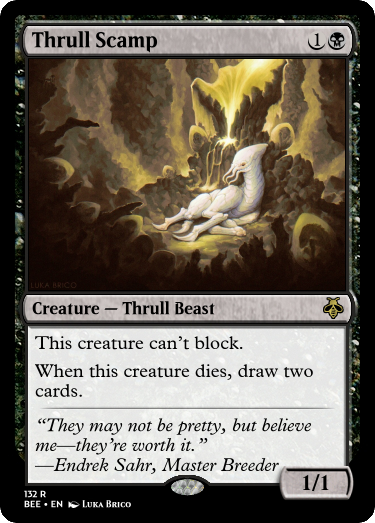 Thrull Scamp 1
LUKA BRICO
Creature — Thrull Beast
This creature can't block.
When this creature dies, draw two
cards.
“They may not be pretty, but believe
me—they're worth it.”
—Endrek Sahr, Master Breeder
1/1
132 R
BEE • EN Luka Brico